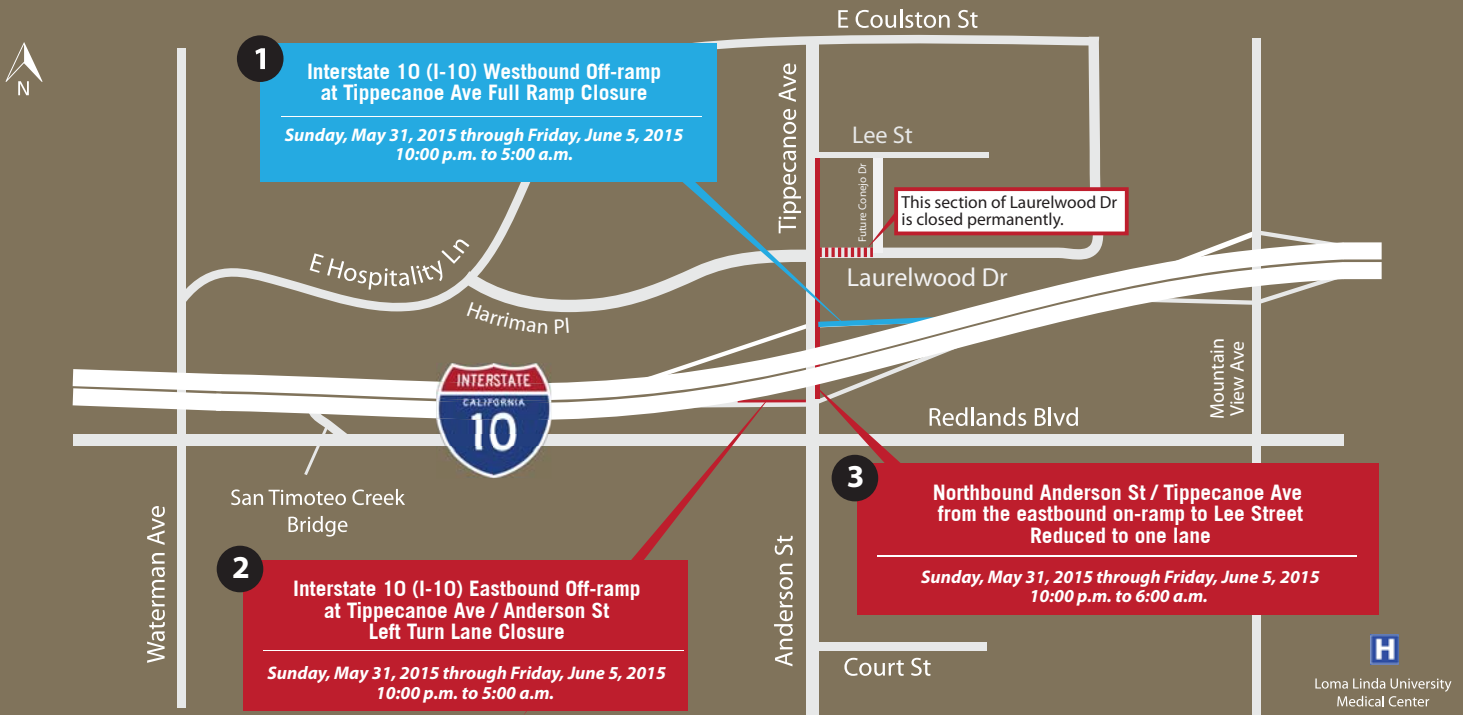 E Coulston St
N
1
Interstate 10 (I-10) Westbound Off-ramp
at Tippecanoe Ave Full Ramp Closure
Sunday, May 31, 2015 through Friday, June 5, 2015
10:00 p.m. to 5:00 a.m.
Tippecanoe Ave
Lee St
Future Conejo Dr
This section of Laurelwood Dr
is closed permanently.
E Hospitality Ln
Laurelwood Dr
Harriman Pl
INTERSTATE
CALIFORNIA
10
Mountain
View Ave
Redlands Blvd
San Timoteo Creek
Bridge
Waterman Ave
3
Northbound Anderson St / Tippecanoe Ave
from the eastbound on-ramp to Lee Street
Reduced to one lane
Sunday, May 31, 2015 through Friday, June 5, 2015
10:00 p.m. to 6:00 a.m.
2
Interstate 10 (I-10) Eastbound Off-ramp
at Tippecanoe Ave / Anderson St
Left Turn Lane Closure
Sunday, May 31, 2015 through Friday, June 5, 2015
10:00 p.m. to 5:00 a.m.
Anderson St
Court St
H
Loma Linda University
Medical Center